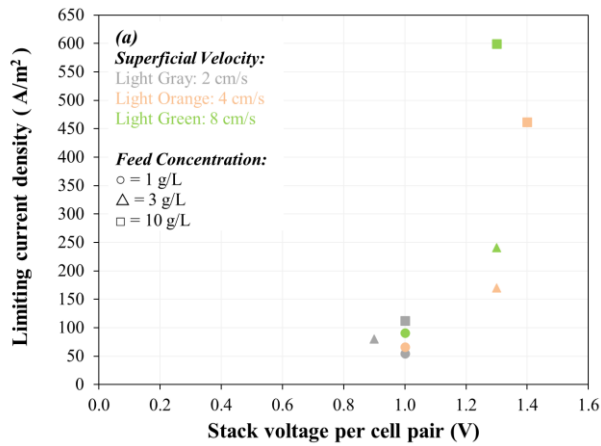 (a)
Superficial Velocity:
Light Gray: 2 cm/s
Light Orange: 4 cm/s
Light Green: 8 cm/s
Feed Concentration:
○ = 1 g/L
△ = 3 g/L
□ = 10 g/L
Limiting current density ( A/m² )
650
600
550
500
450
400
350
300
250
200
150
100
50
0
0.0 0.2 0.4 0.6 0.8 1.0 1.2 1.4 1.6
Stack voltage per cell pair (V)